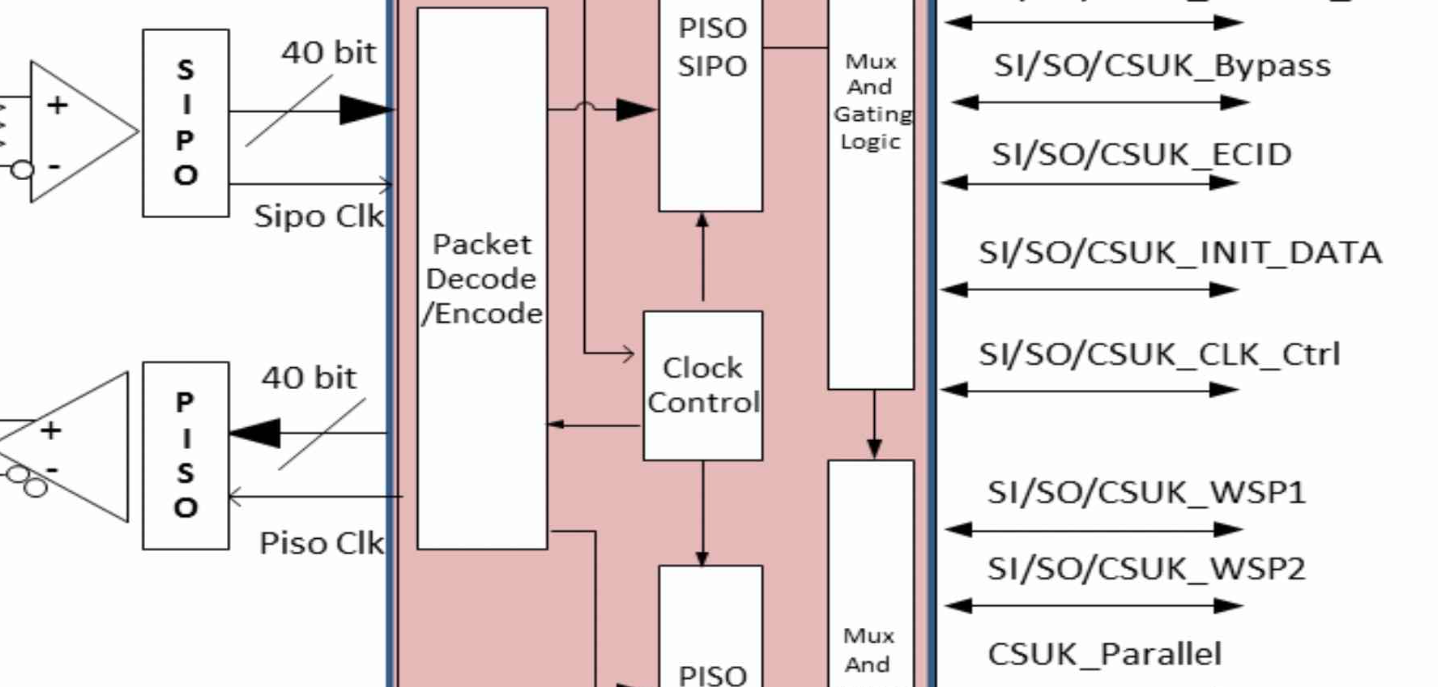 S
I
P
O
40 bit
Sipo Clk
+
-
P
I
S
O
40 bit
Piso Clk
+
-
Packet
Decode
/Encode
PISO
SIPO
Clock
Control
PISO
Mux
And
Gating
Logic
Mux
And
SI/SO/CSUK_Bypass
SI/SO/CSUK_ECID
SI/SO/CSUK_INIT_DATA
SI/SO/CSUK_CLK_Ctrl
SI/SO/CSUK_WSP1
SI/SO/CSUK_WSP2
CSUK_Parallel